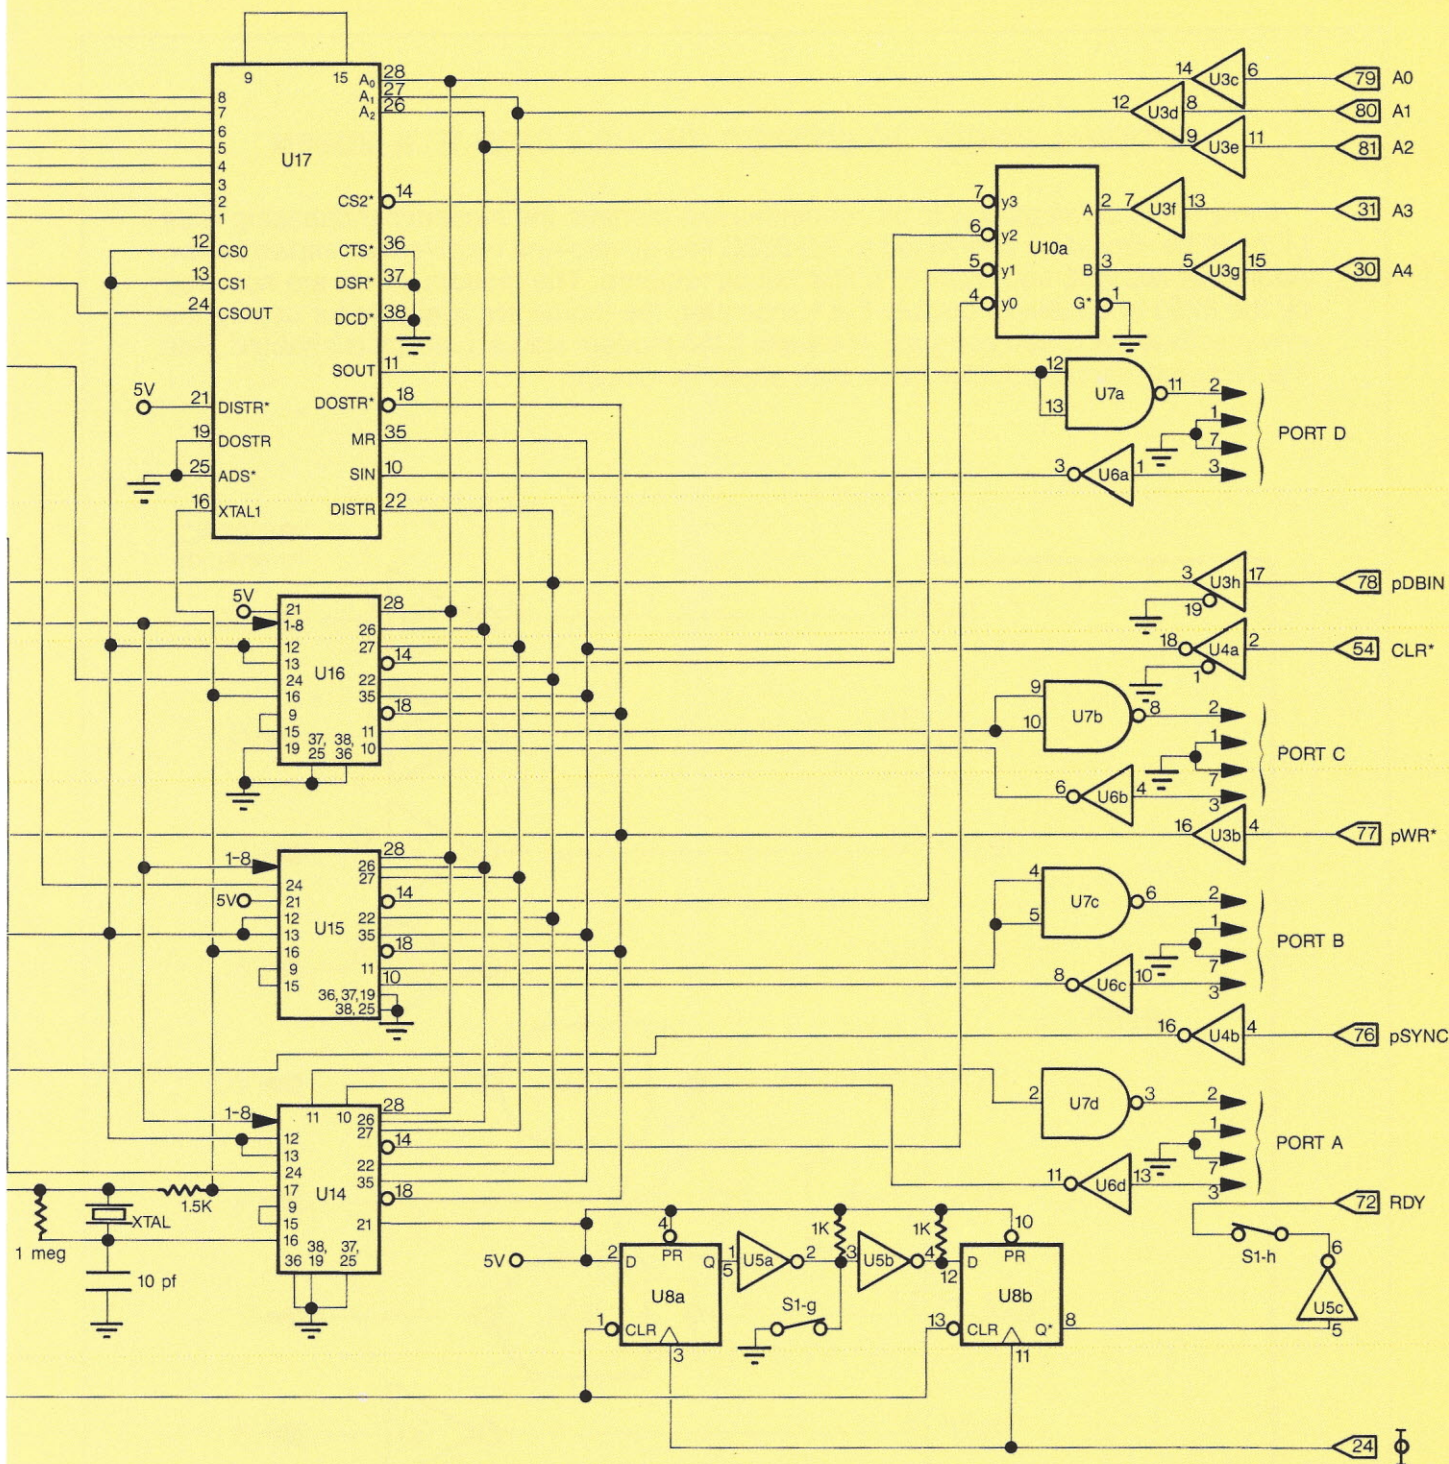 9 15
A0 28
A1 27
A2 26
8
7
6
5
4
3
2
1
U17
CS2* 14
12 CS0
13 CS1
24 CSOUT
CTS* 36
DSR* 37
DCD* 38
SOUT 11
5V
21 DISTR*
DOSTR* 18
19 DOSTR
MR 35
25 ADS*
SIN 10
16 XTAL1
DISTR 22
14 U3c 6 79 A0
12 U3d 8 80 A1
9 U3e 11 81 A2
7 y3 A 2 7 U3f 13 31 A3
6 y2
U10a
5 y1 B 3 5 U3g 15 30 A4
4 y0 G* 1
12
13
U7a 11 2
1
7
3 U6a 1 3
PORT D
3 U3h 17 78 pDBIN
19
18 U4a 2 54 CLR*
1
5V
21
1-8
12
13
24
16
9
15
19
U16
28
26
27
14
22
35
18
11
10
37, 38,
25 36
9
10
U7b 8 2
1
7
6 U6b 4 3
PORT C
16 U3b 4 77 pWR*
1-8
24
5V 21
12
13
16
9
15
U15
28
26
27
14
22
35
18
11
10
36, 37, 19
38, 25
4
5
U7c 6 2
1
7
8 U6c 10 3
PORT B
16 U4b 4 76 pSYNC
1-8
11 10
12
13
24
17
9
15
16
U14
28
26
27
14
22
35
18
21
36 38, 37,
19 25
2 U7d 3 2
1
7
11 U6d 13 3
PORT A
1 meg
XTAL
1.5K
10 pf
72 RDY
S1-h
6
U5c
5
5V
2 D
4 PR
Q 5
U8a
1 CLR
3
1 U5a 2
1K
3 U5b 4
1K
S1-g
12 D
10 PR
U8b
13 CLR Q* 8
11
24 ϕ